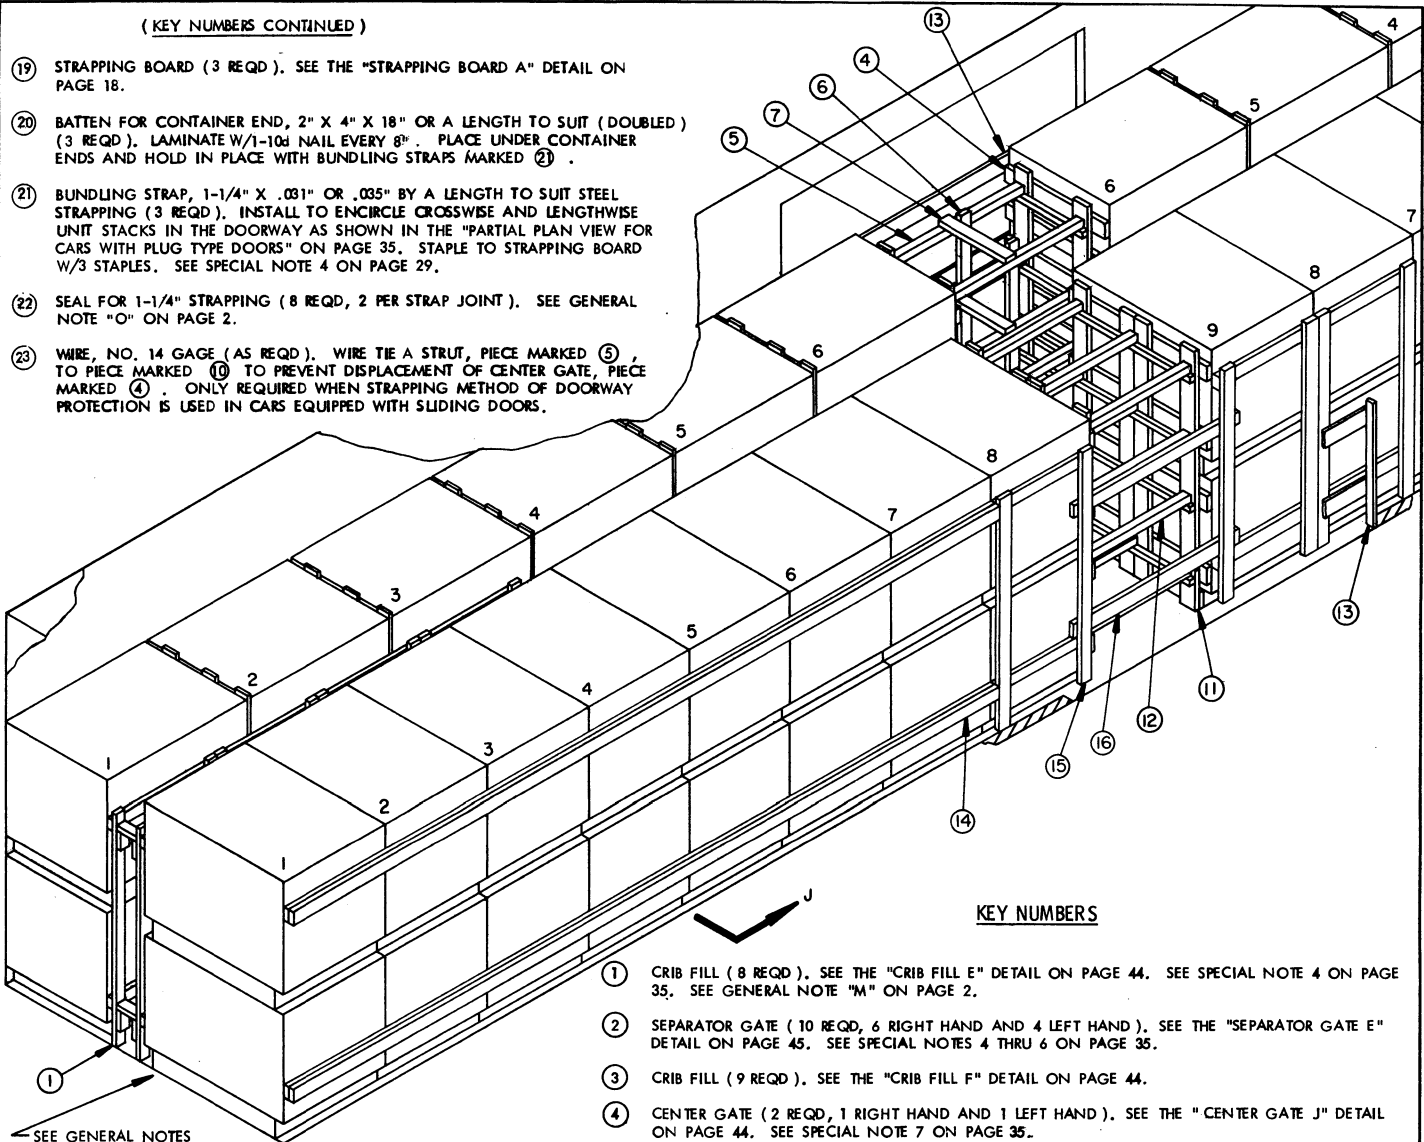 ( KEY NUMBERS CONTINUED )
19 STRAPPING BOARD ( 3 REQD ). SEE THE "STRAPPING BOARD A" DETAIL ON
PAGE 18.
20 BATTEN FOR CONTAINER END, 2" X 4" X 18" OR A LENGTH TO SUIT ( DOUBLED )
( 3 REQD ). LAMINATE W/1-10d NAIL EVERY 8". PLACE UNDER CONTAINER
ENDS AND HOLD IN PLACE WITH BUNDLING STRAPS MARKED 21 .
21 BUNDLING STRAP, 1-1/4" X .031" OR .035" BY A LENGTH TO SUIT STEEL
STRAPPING ( 3 REQD ). INSTALL TO ENCIRCLE CROSSWISE AND LENGTHWISE
UNIT STACKS IN THE DOORWAY AS SHOWN IN THE "PARTIAL PLAN VIEW FOR
CARS WITH PLUG TYPE DOORS" ON PAGE 35. STAPLE TO STRAPPING BOARD
W/3 STAPLES. SEE SPECIAL NOTE 4 ON PAGE 29.
22 SEAL FOR 1-1/4" STRAPPING ( 8 REQD, 2 PER STRAP JOINT ). SEE GENERAL
NOTE "O" ON PAGE 2.
23 WIRE, NO. 14 GAGE ( AS REQD ). WIRE TIE A STRUT, PIECE MARKED 5 ,
TO PIECE MARKED 10 TO PREVENT DISPLACEMENT OF CENTER GATE, PIECE
MARKED 4 . ONLY REQUIRED WHEN STRAPPING METHOD OF DOORWAY
PROTECTION IS USED IN CARS EQUIPPED WITH SLIDING DOORS.
13
4
6
7
5
4
5
6
7
8
9
6
5
4
3
2
1
8
7
6
5
4
3
2
1
13
11
12
16
15
14
J
1
SEE GENERAL NOTES
KEY NUMBERS
1 CRIB FILL ( 8 REQD ). SEE THE "CRIB FILL E" DETAIL ON PAGE 44. SEE SPECIAL NOTE 4 ON PAGE
35. SEE GENERAL NOTE "M" ON PAGE 2.
2 SEPARATOR GATE ( 10 REQD, 6 RIGHT HAND AND 4 LEFT HAND ). SEE THE "SEPARATOR GATE E"
DETAIL ON PAGE 45. SEE SPECIAL NOTES 4 THRU 6 ON PAGE 35.
3 CRIB FILL ( 9 REQD ). SEE THE "CRIB FILL F" DETAIL ON PAGE 44.
4 CENTER GATE ( 2 REQD, 1 RIGHT HAND AND 1 LEFT HAND ). SEE THE " CENTER GATE J" DETAIL
ON PAGE 44. SEE SPECIAL NOTE 7 ON PAGE 35.